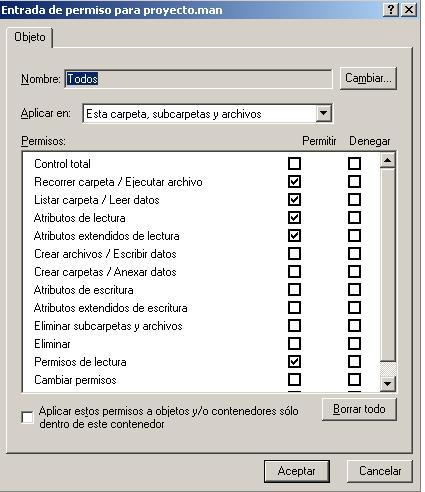 Entrada de permiso para proyecto.man
Objeto
Nombre: Todos Cambiar...
Aplicar en: Esta carpeta, subcarpetas y archivos
Permisos: Permitir Denegar
Control total
Recorrer carpeta / Ejecutar archivo
Listar carpeta / Leer datos
Atributos de lectura
Atributos extendidos de lectura
Crear archivos / Escribir datos
Crear carpetas / Anexar datos
Atributos de escritura
Atributos extendidos de escritura
Eliminar subcarpetas y archivos
Eliminar
Permisos de lectura
Cambiar permisos
Aplicar estos permisos a objetos y/o contenedores sólo
dentro de este contenedor
Borrar todo
Aceptar Cancelar